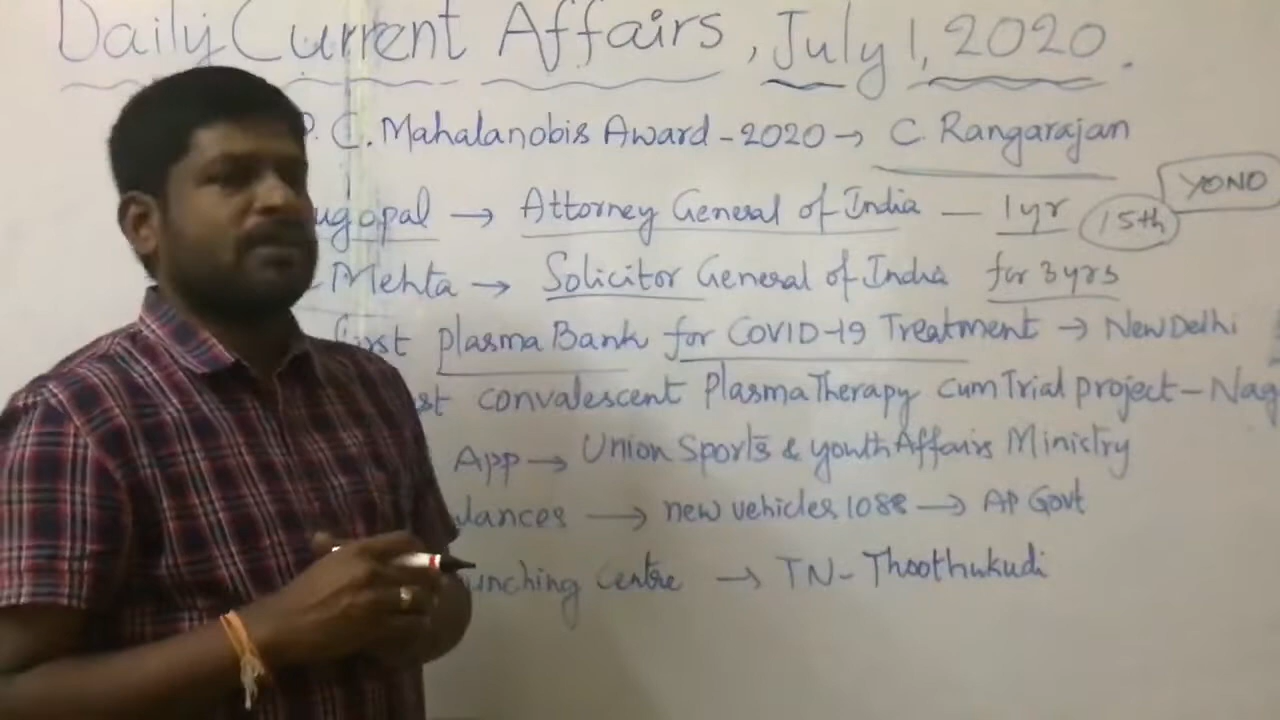 Daily Current Affairs, July 1, 2020.
P. C. Mahalanobis Award - 2020 → C Rangarajan
YONO
ugopal → Attorney General of India — 1yr 15th
Mehta → Solicitor General of India for 3yrs
first Plasma Bank for COVID-19 Treatment → New Delhi
st convalescent Plasma Therapy cum Trial project - Nag
App → Union Sports & youth Affairs Ministry
ulances → new vehicles 1088 → AP Govt
unching Centre → TN - Thoothukudi